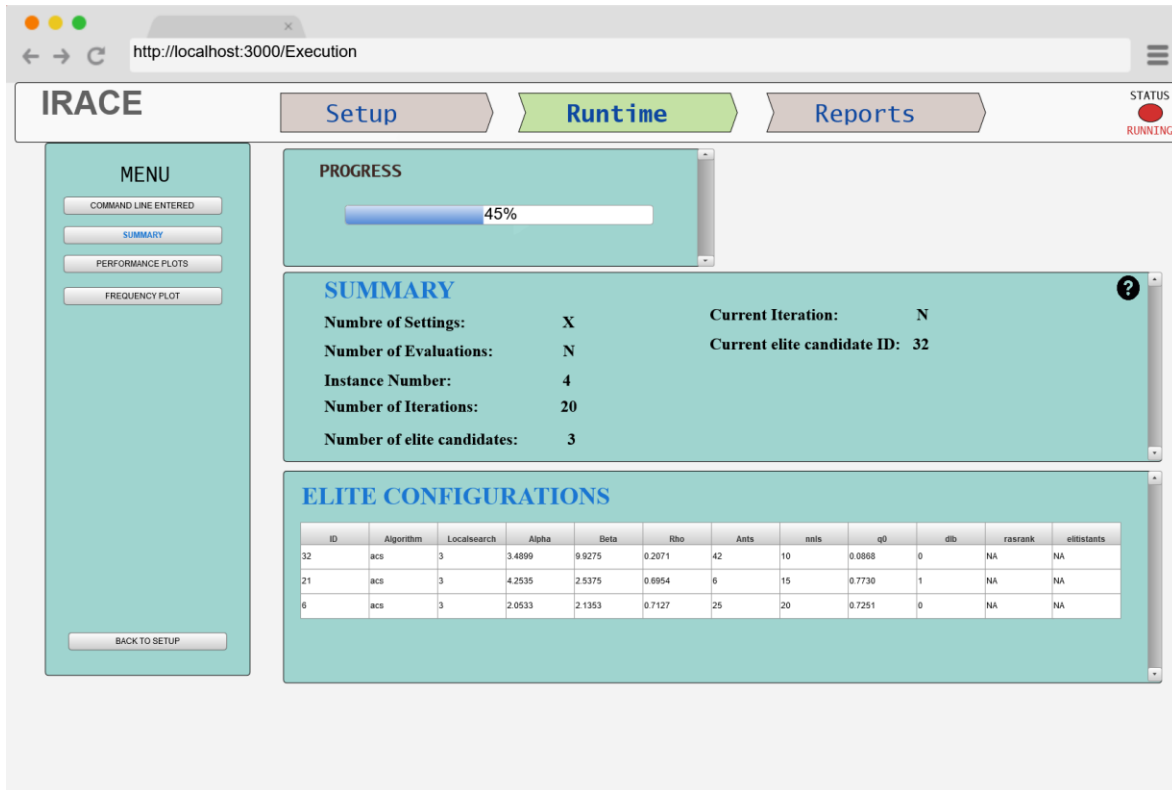 http://localhost:3000/Execution
IRACE
Setup
Runtime
Reports
STATUS
RUNNING
MENU
COMMAND LINE ENTERED
SUMMARY
PERFORMANCE PLOTS
FREQUENCY PLOT
BACK TO SETUP
PROGRESS
45%
SUMMARY
?
Numbre of Settings: X
Number of Evaluations: N
Instance Number: 4
Number of Iterations: 20
Number of elite candidates: 3
Current Iteration: N
Current elite candidate ID: 32
ELITE CONFIGURATIONS
ID Algorithm Localsearch Alpha Beta Rho Ants nnls q0 dlb rasrank elitistants
32 acs 3 3.4899 9.9275 0.2071 42 10 0.0868 0 NA NA
21 acs 3 4.2535 2.5375 0.6954 6 15 0.7730 1 NA NA
6 acs 3 2.0533 2.1353 0.7127 25 20 0.7251 0 NA NA